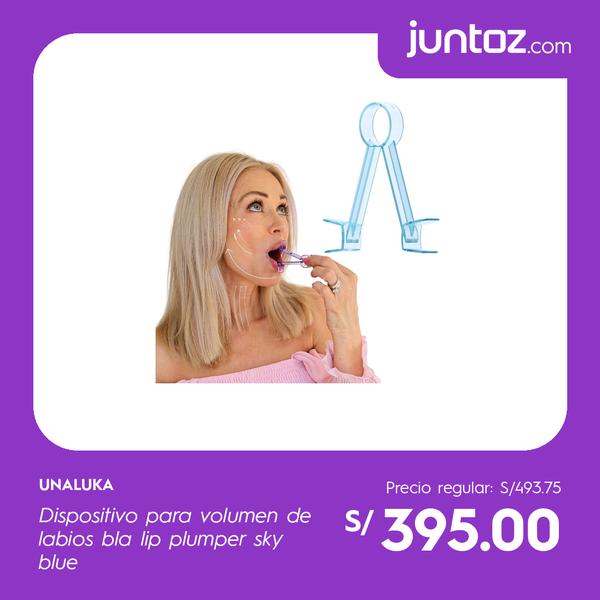 juntoz.com
UNALUKA
Dispositivo para volumen de
labios bla lip plumper sky
blue
Precio regular: S/493.75
S/ 395.00